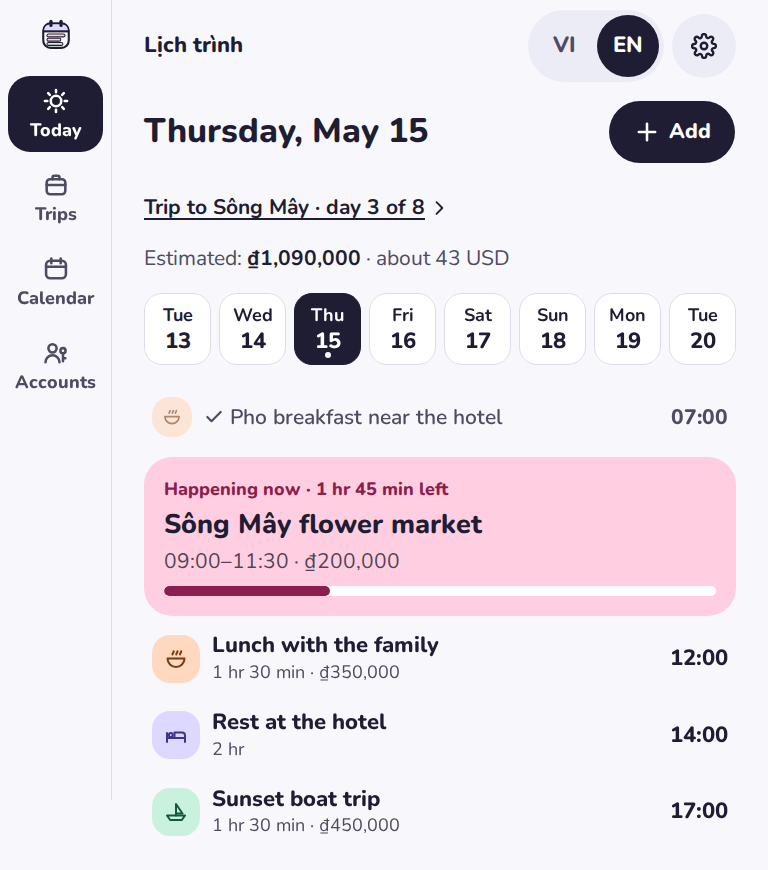 Lịch trình
VI EN
Today
Trips
Calendar
Accounts
Thursday, May 15
Add
Trip to Sông Mây · day 3 of 8
Estimated: ₫1,090,000 · about 43 USD
Tue Wed Thu Fri Sat Sun Mon Tue
13 14 15 16 17 18 19 20
Pho breakfast near the hotel 07:00
Happening now · 1 hr 45 min left
Sông Mây flower market
09:00–11:30 · ₫200,000
Lunch with the family 12:00
1 hr 30 min · ₫350,000
Rest at the hotel 14:00
2 hr
Sunset boat trip 17:00
1 hr 30 min · ₫450,000